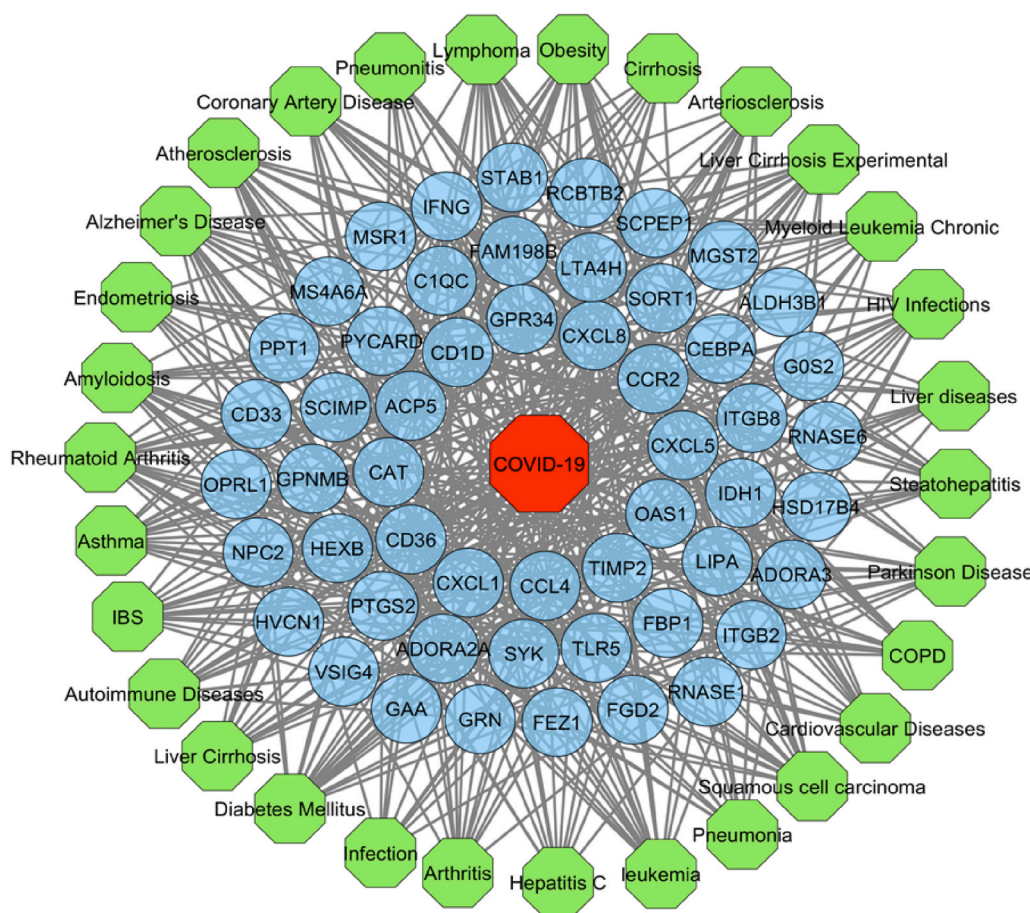 Lymphoma
Obesity
Pneumonitis
Cirrhosis
Coronary Artery Disease
Arteriosclerosis
Atherosclerosis
Liver Cirrhosis Experimental
Alzheimer's Disease
Myeloid Leukemia Chronic
Endometriosis
HIV Infections
Amyloidosis
Liver diseases
Rheumatoid Arthritis
Steatohepatitis
Asthma
Parkinson Disease
IBS
COPD
Autoimmune Diseases
Cardiovascular Diseases
Liver Cirrhosis
Squamous cell carcinoma
Diabetes Mellitus
Pneumonia
Infection
Arthritis
Hepatitis C
leukemia
STAB1
RCBTB2
IFNG
SCPEP1
MSR1
FAM198B
LTA4H
MGST2
MS4A6A
C1QC
SORT1
ALDH3B1
GPR34
CXCL8
PPT1
PYCARD
CD1D
CEBPA
G0S2
CCR2
CD33
SCIMP
ACP5
ITGB8
RNASE6
CXCL5
COVID-19
OPRL1
GPNMB
CAT
IDH1
HSD17B4
OAS1
NPC2
HEXB
CD36
LIPA
ADORA3
TIMP2
CXCL1
CCL4
HVCN1
PTGS2
FBP1
ITGB2
VSIG4
ADORA2A
SYK
TLR5
RNASE1
GAA
GRN
FEZ1
FGD2